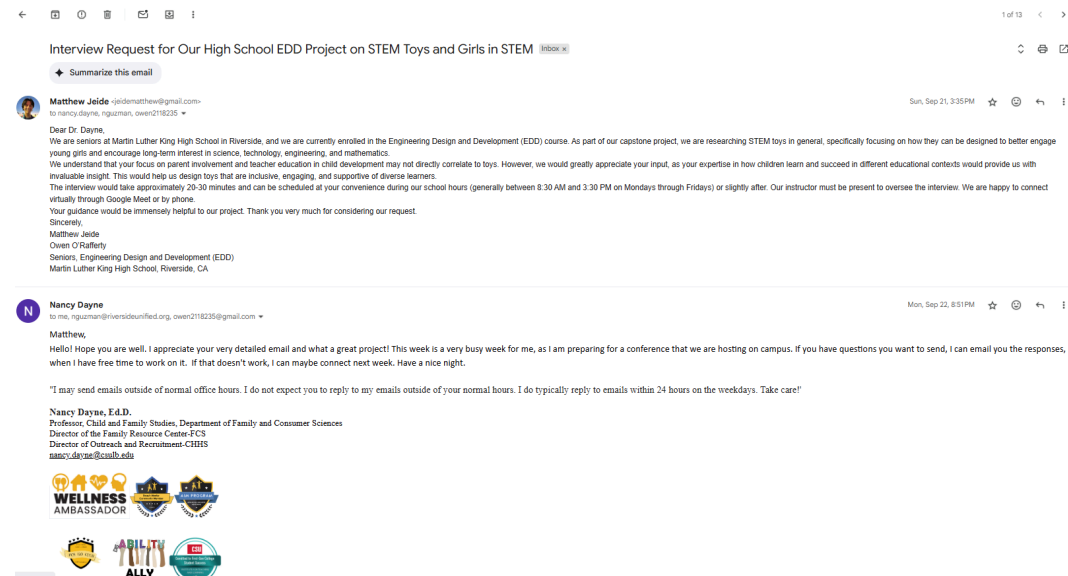 1 of 13
Interview Request for Our High School EDD Project on STEM Toys and Girls in STEM Inbox x
Summarize this email
Matthew Jeide <jeidematthew@gmail.com>
Sun, Sep 21, 3:35 PM
to nancy.dayne, nguzman, owen2118235
Dear Dr. Dayne,
We are seniors at Martin Luther King High School in Riverside, and we are currently enrolled in the Engineering Design and Development (EDD) course. As part of our capstone project, we are researching STEM toys in general, specifically focusing on how they can be designed to better engage
young girls and encourage long-term interest in science, technology, engineering, and mathematics.
We understand that your focus on parent involvement and teacher education in child development may not directly correlate to toys. However, we would greatly appreciate your input, as your expertise in how children learn and succeed in different educational contexts would provide us with
invaluable insight. This would help us design toys that are inclusive, engaging, and supportive of diverse learners.
The interview would take approximately 20-30 minutes and can be scheduled at your convenience during our school hours (generally between 8:30 AM and 3:30 PM on Mondays through Fridays) or slightly after. Our instructor must be present to oversee the interview. We are happy to connect
virtually through Google Meet or by phone.
Your guidance would be immensely helpful to our project. Thank you very much for considering our request.
Sincerely,
Matthew Jeide
Owen O'Rafferty
Seniors, Engineering Design and Development (EDD)
Martin Luther King High School, Riverside, CA
N
Nancy Dayne
Mon, Sep 22, 8:51 PM
to me, nguzman@riversideunified.org, owen2118235@gmail.com
Matthew,
Hello! Hope you are well. I appreciate your very detailed email and what a great project! This week is a very busy week for me, as I am preparing for a conference that we are hosting on campus. If you have questions you want to send, I can email you the responses,
when I have free time to work on it.  If that doesn't work, I can maybe connect next week. Have a nice night.
"I may send emails outside of normal office hours. I do not expect you to reply to my emails outside of your normal hours. I do typically reply to emails within 24 hours on the weekdays. Take care!'
Nancy Dayne, Ed.D.
Professor, Child and Family Studies, Department of Family and Consumer Sciences
Director of the Family Resource Center-FCS
Director of Outreach and Recruitment-CHHS
nancy.dayne@csulb.edu
WELLNESS
AMBASSADOR
ABILITY
ALLY
CSU